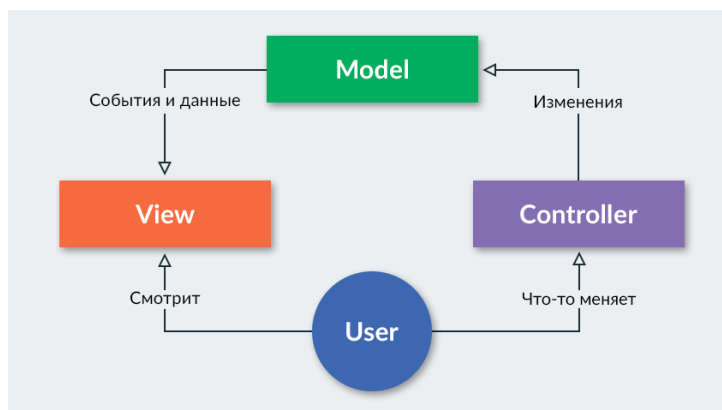 Model
События и данные
Изменения
View
Controller
Смотрит
Что-то меняет
User